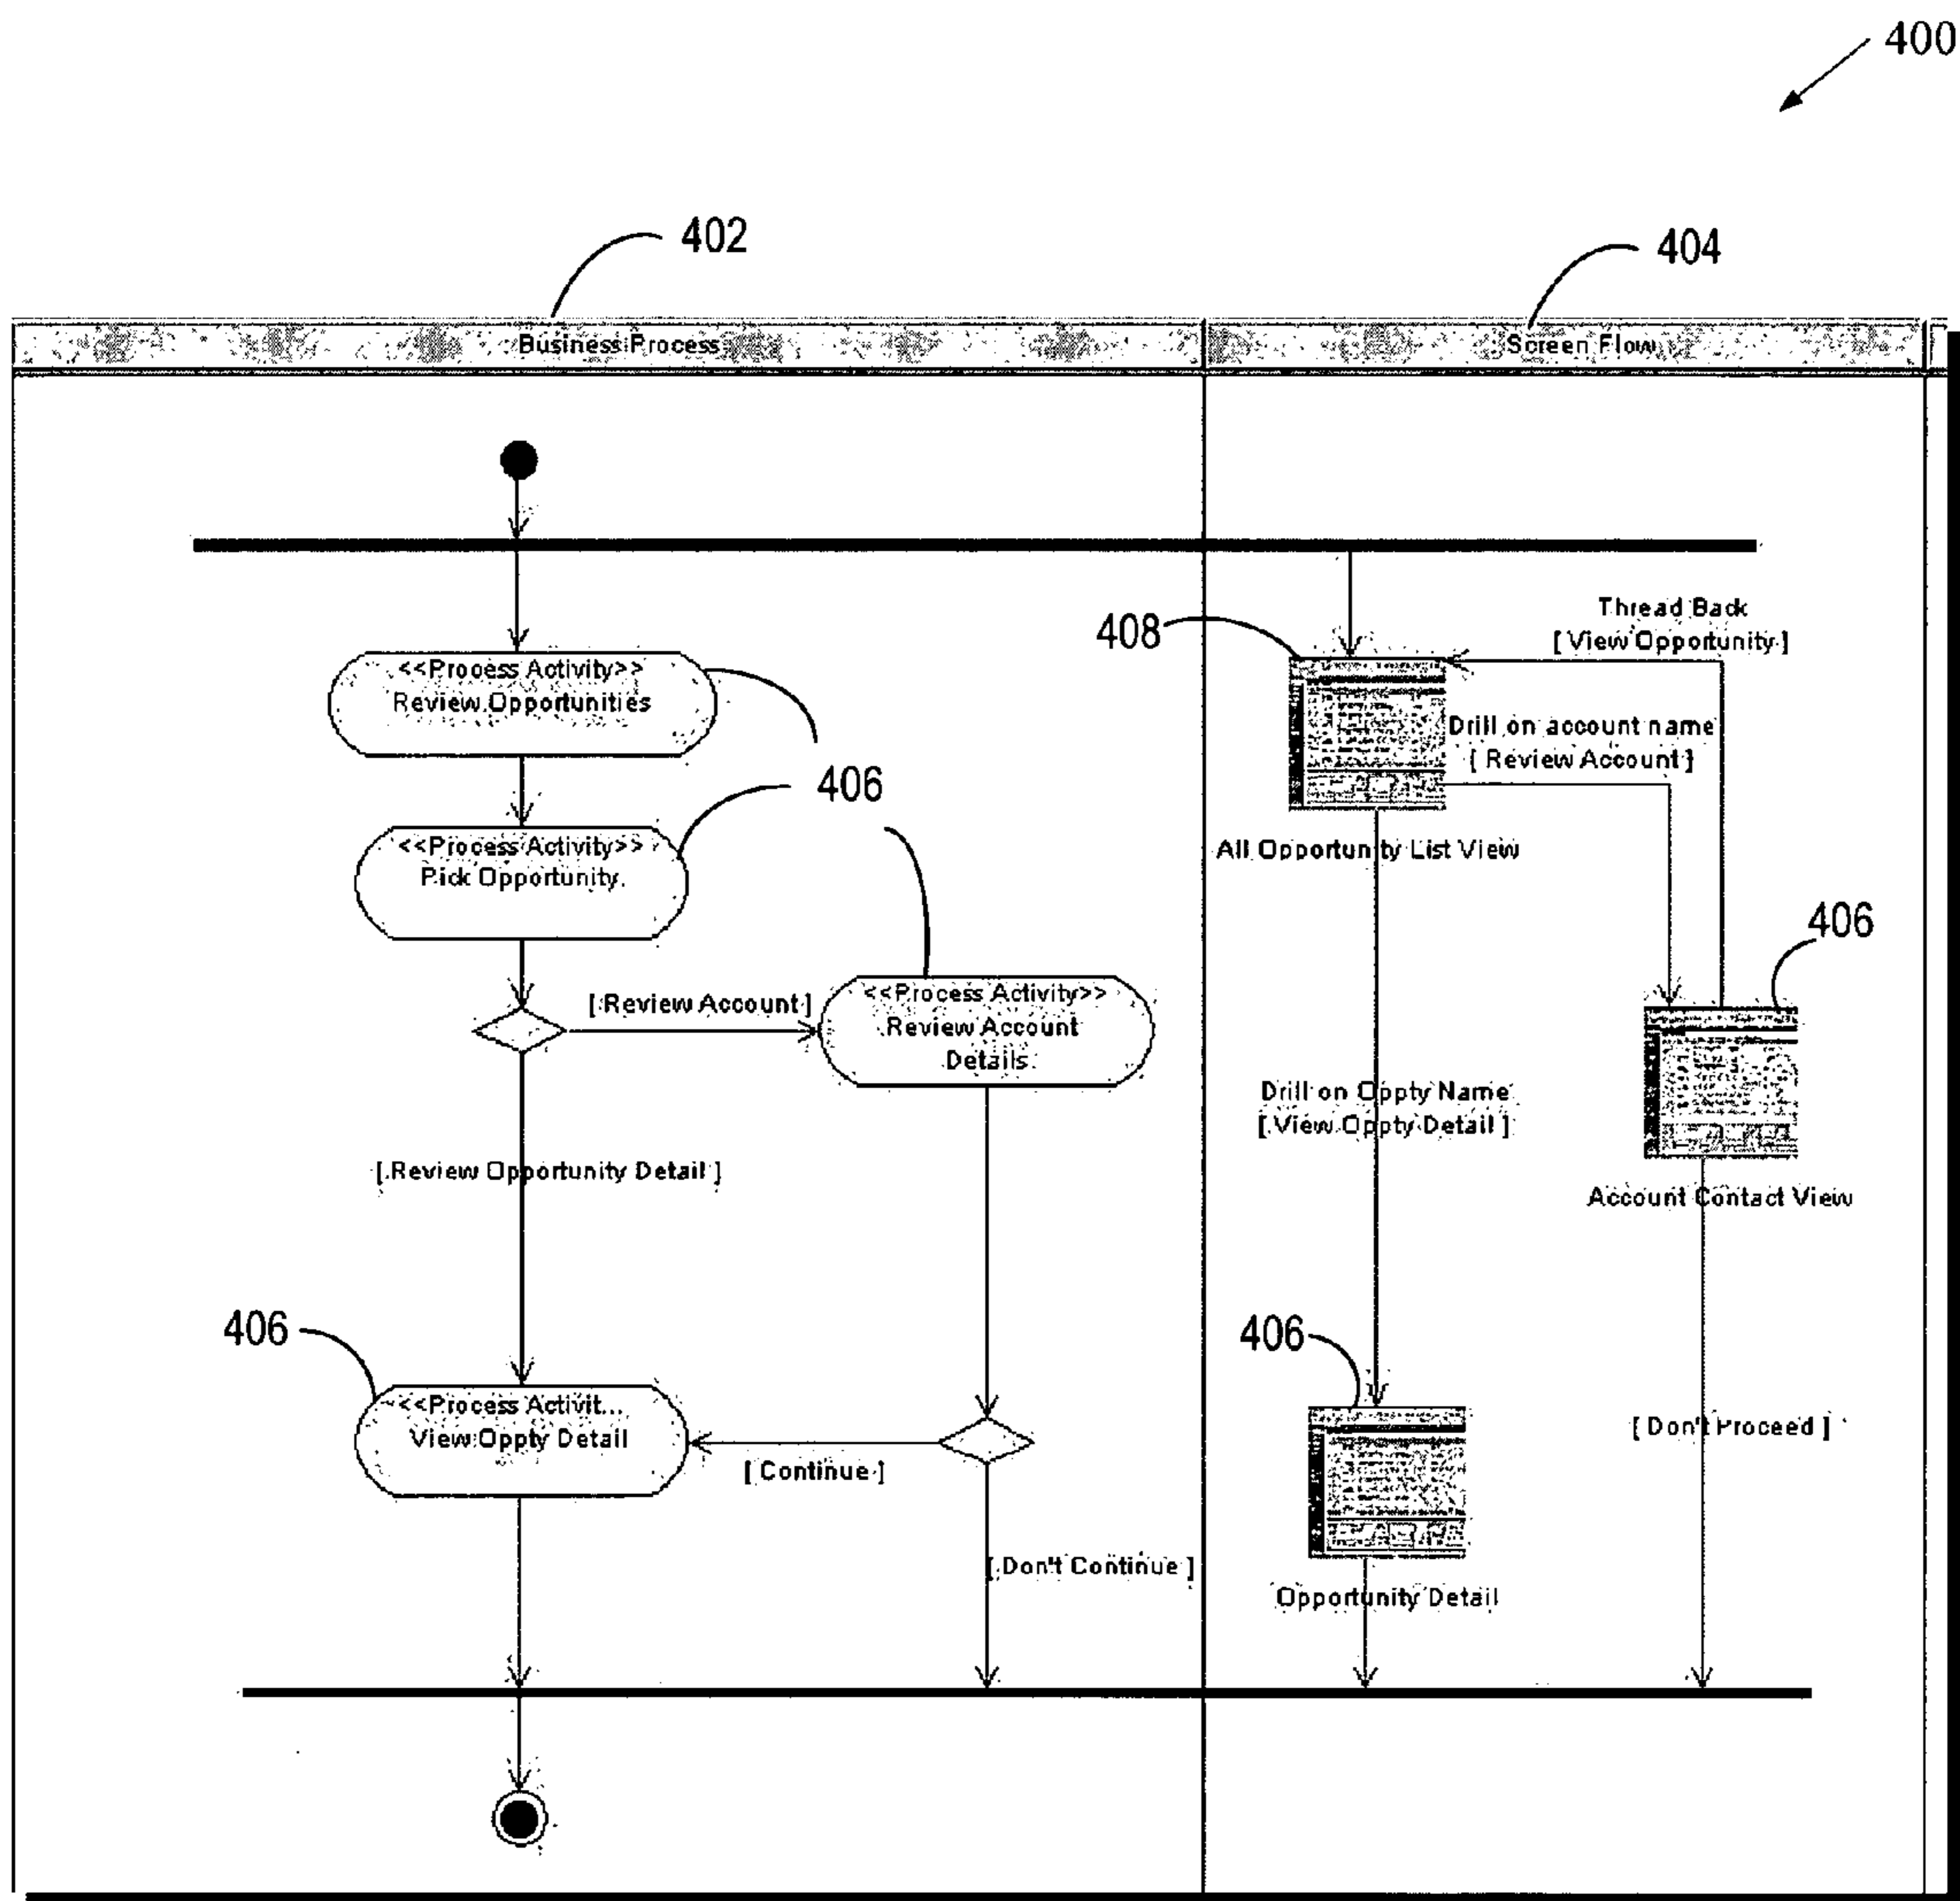 400
402
404
Business Process
Screen Flow
<<Process Activity>>
Review Opportunities
406
<<Process Activity>>
Pick Opportunity
[ Review Account ]
<<Process Activity>>
Review Account
Details
[ Review Opportunity Detail ]
406
<<Process Activit...
View Oppty Detail
[ Continue ]
[ Don't Continue ]
408
Thread Back
[ View Opportunity ]
Drill on account name
[ Review Account ]
All Opportunity List View
406
Drill on Oppty Name
[ View Oppty Detail ]
Account Contact View
406
[ Don't Proceed ]
Opportunity Detail